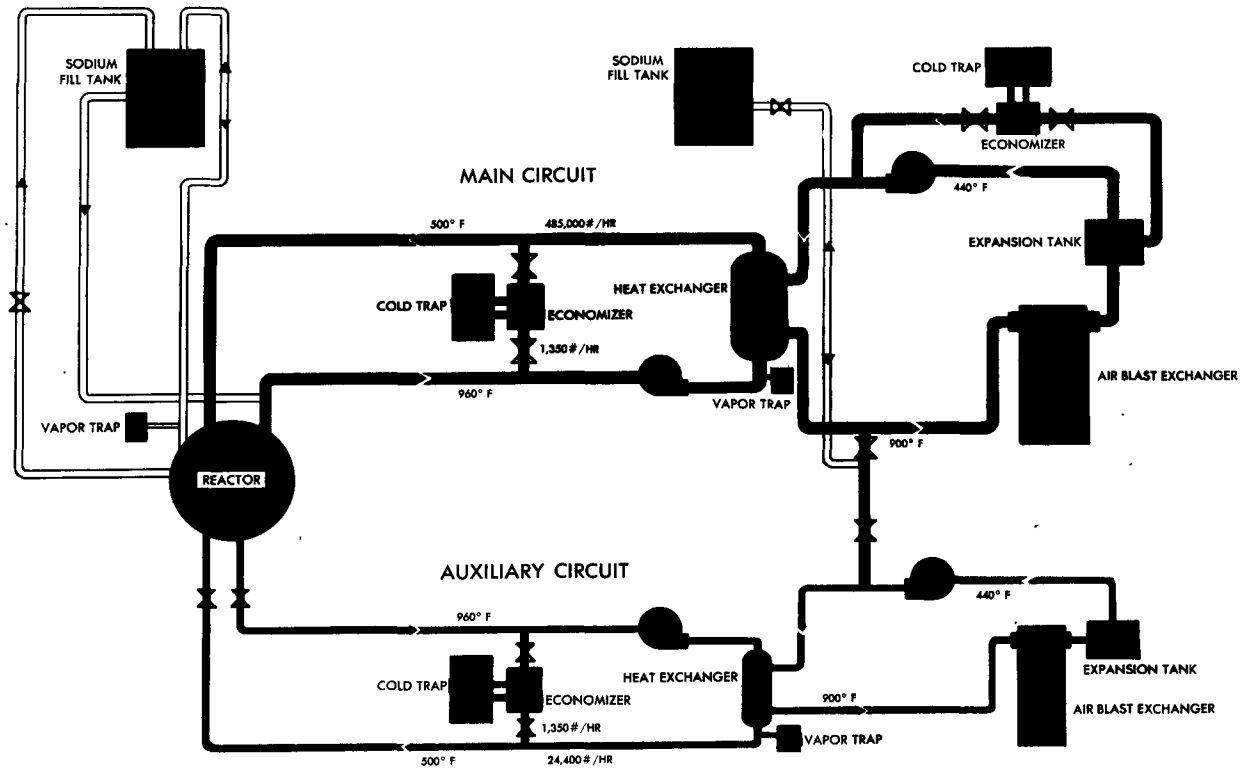 SODIUM
FILL TANK
SODIUM
FILL TANK
COLD TRAP
ECONOMIZER
MAIN CIRCUIT
440° F
500° F
485,000#/HR
EXPANSION TANK
HEAT EXCHANGER
COLD TRAP
ECONOMIZER
1,350#/HR
AIR BLAST EXCHANGER
960° F
VAPOR TRAP
VAPOR TRAP
900° F
REACTOR
AUXILIARY CIRCUIT
440° F
960° F
HEAT EXCHANGER
EXPANSION TANK
COLD TRAP
ECONOMIZER
900° F
AIR BLAST EXCHANGER
1,350#/HR
VAPOR TRAP
500° F
24,400#/HR